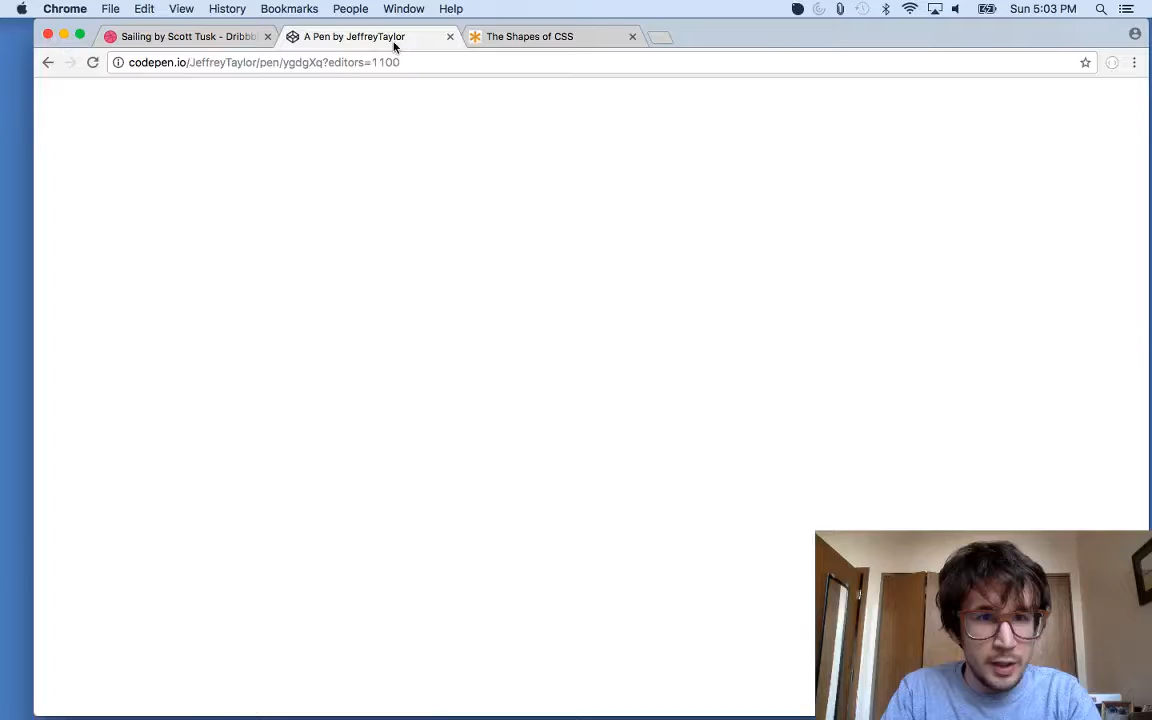 Chrome File Edit View History Bookmarks People Window Help Sun 5:03 PM
Sailing by Scott Tusk - Dribbb A Pen by JeffreyTaylor The Shapes of CSS
codepen.io/JeffreyTaylor/pen/ygdgXq?editors=1100